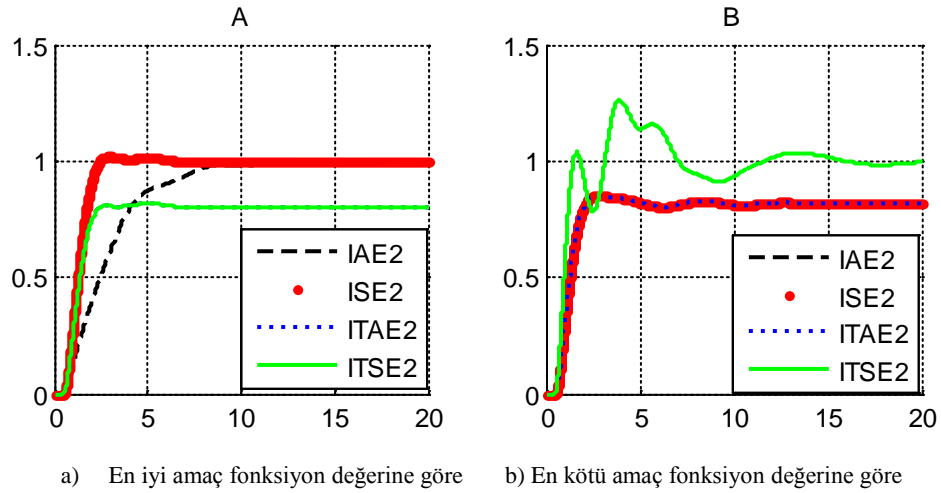 A
B
1.5
1
0.5
0
0 5 10 15 20
IAE2
ISE2
ITAE2
ITSE2
1.5
1
0.5
0
0 5 10 15 20
IAE2
ISE2
ITAE2
ITSE2
a) En iyi amaç fonksiyon değerine göre
b) En kötü amaç fonksiyon değerine göre